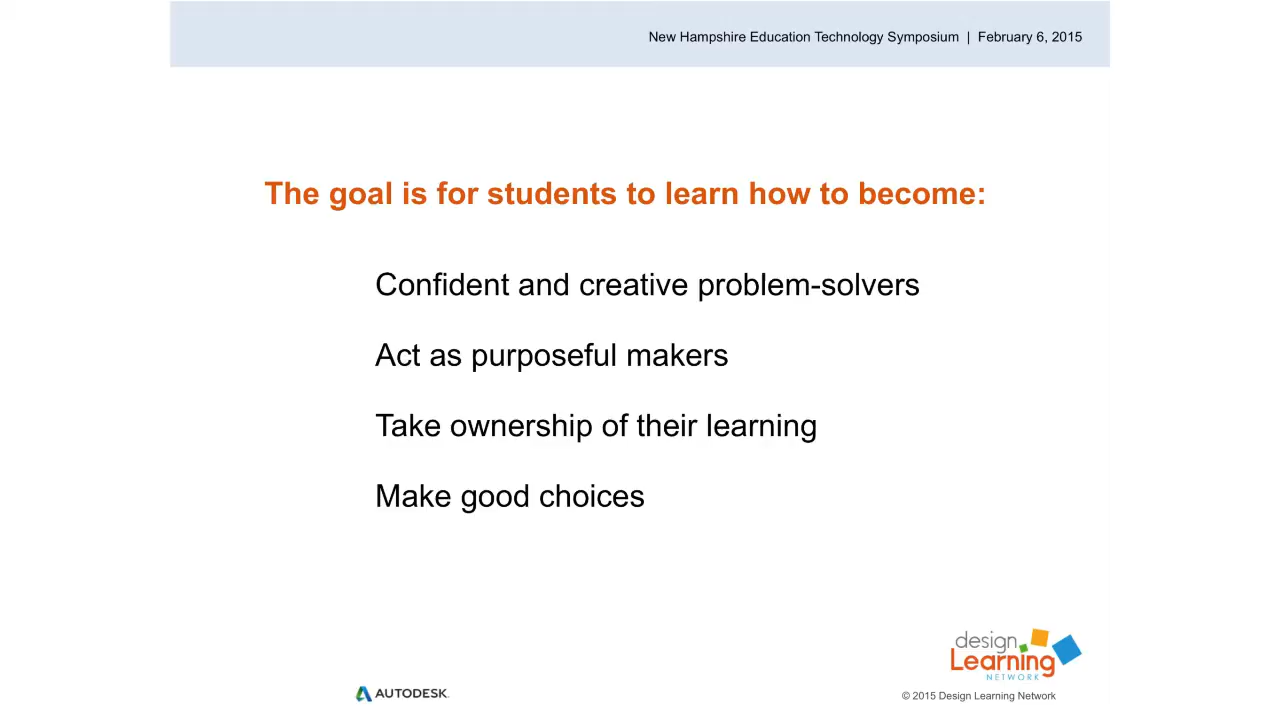 New Hampshire Education Technology Symposium | February 6, 2015
The goal is for students to learn how to become:
Confident and creative problem-solvers
Act as purposeful makers
Take ownership of their learning
Make good choices
design
Learning
NETWORK
AUTODESK.
© 2015 Design Learning Network